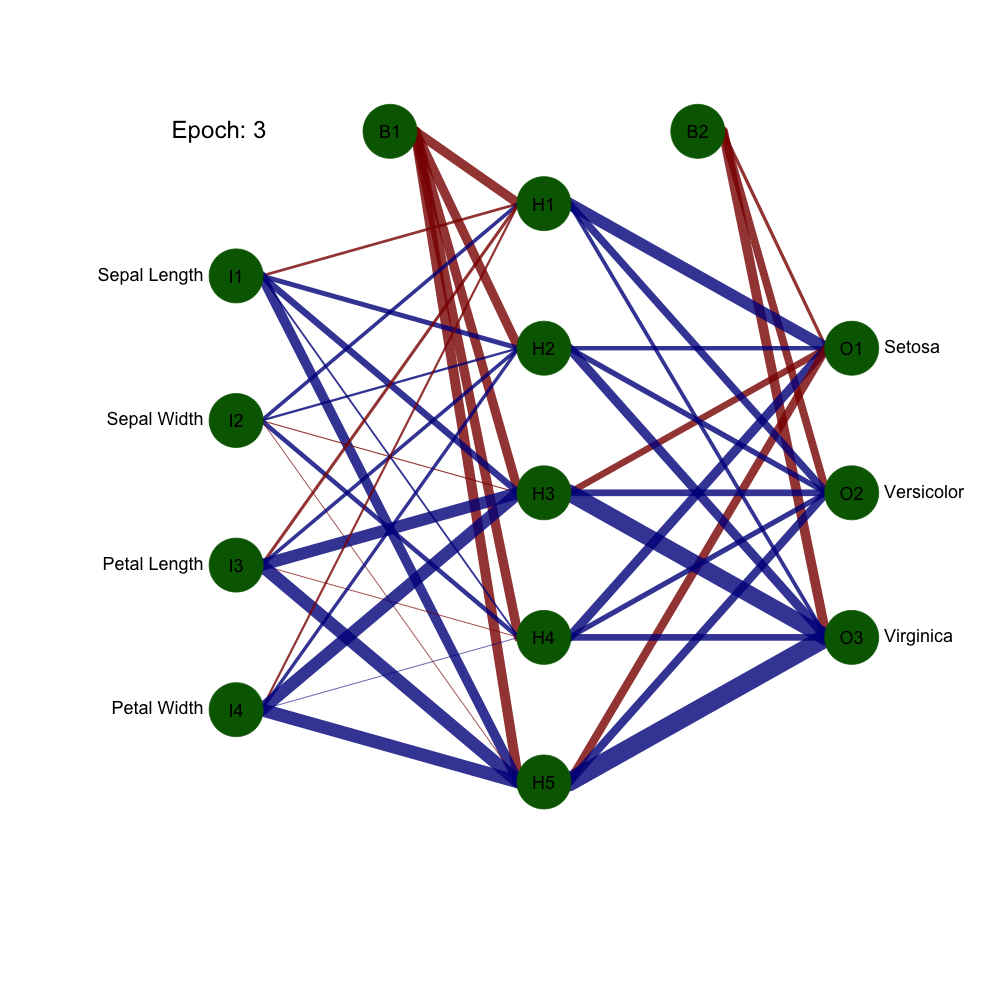 Epoch: 3
B1
B2
H1
Sepal Length
I1
H2
O1
Setosa
Sepal Width
I2
H3
O2
Versicolor
Petal Length
I3
H4
O3
Virginica
Petal Width
I4
H5